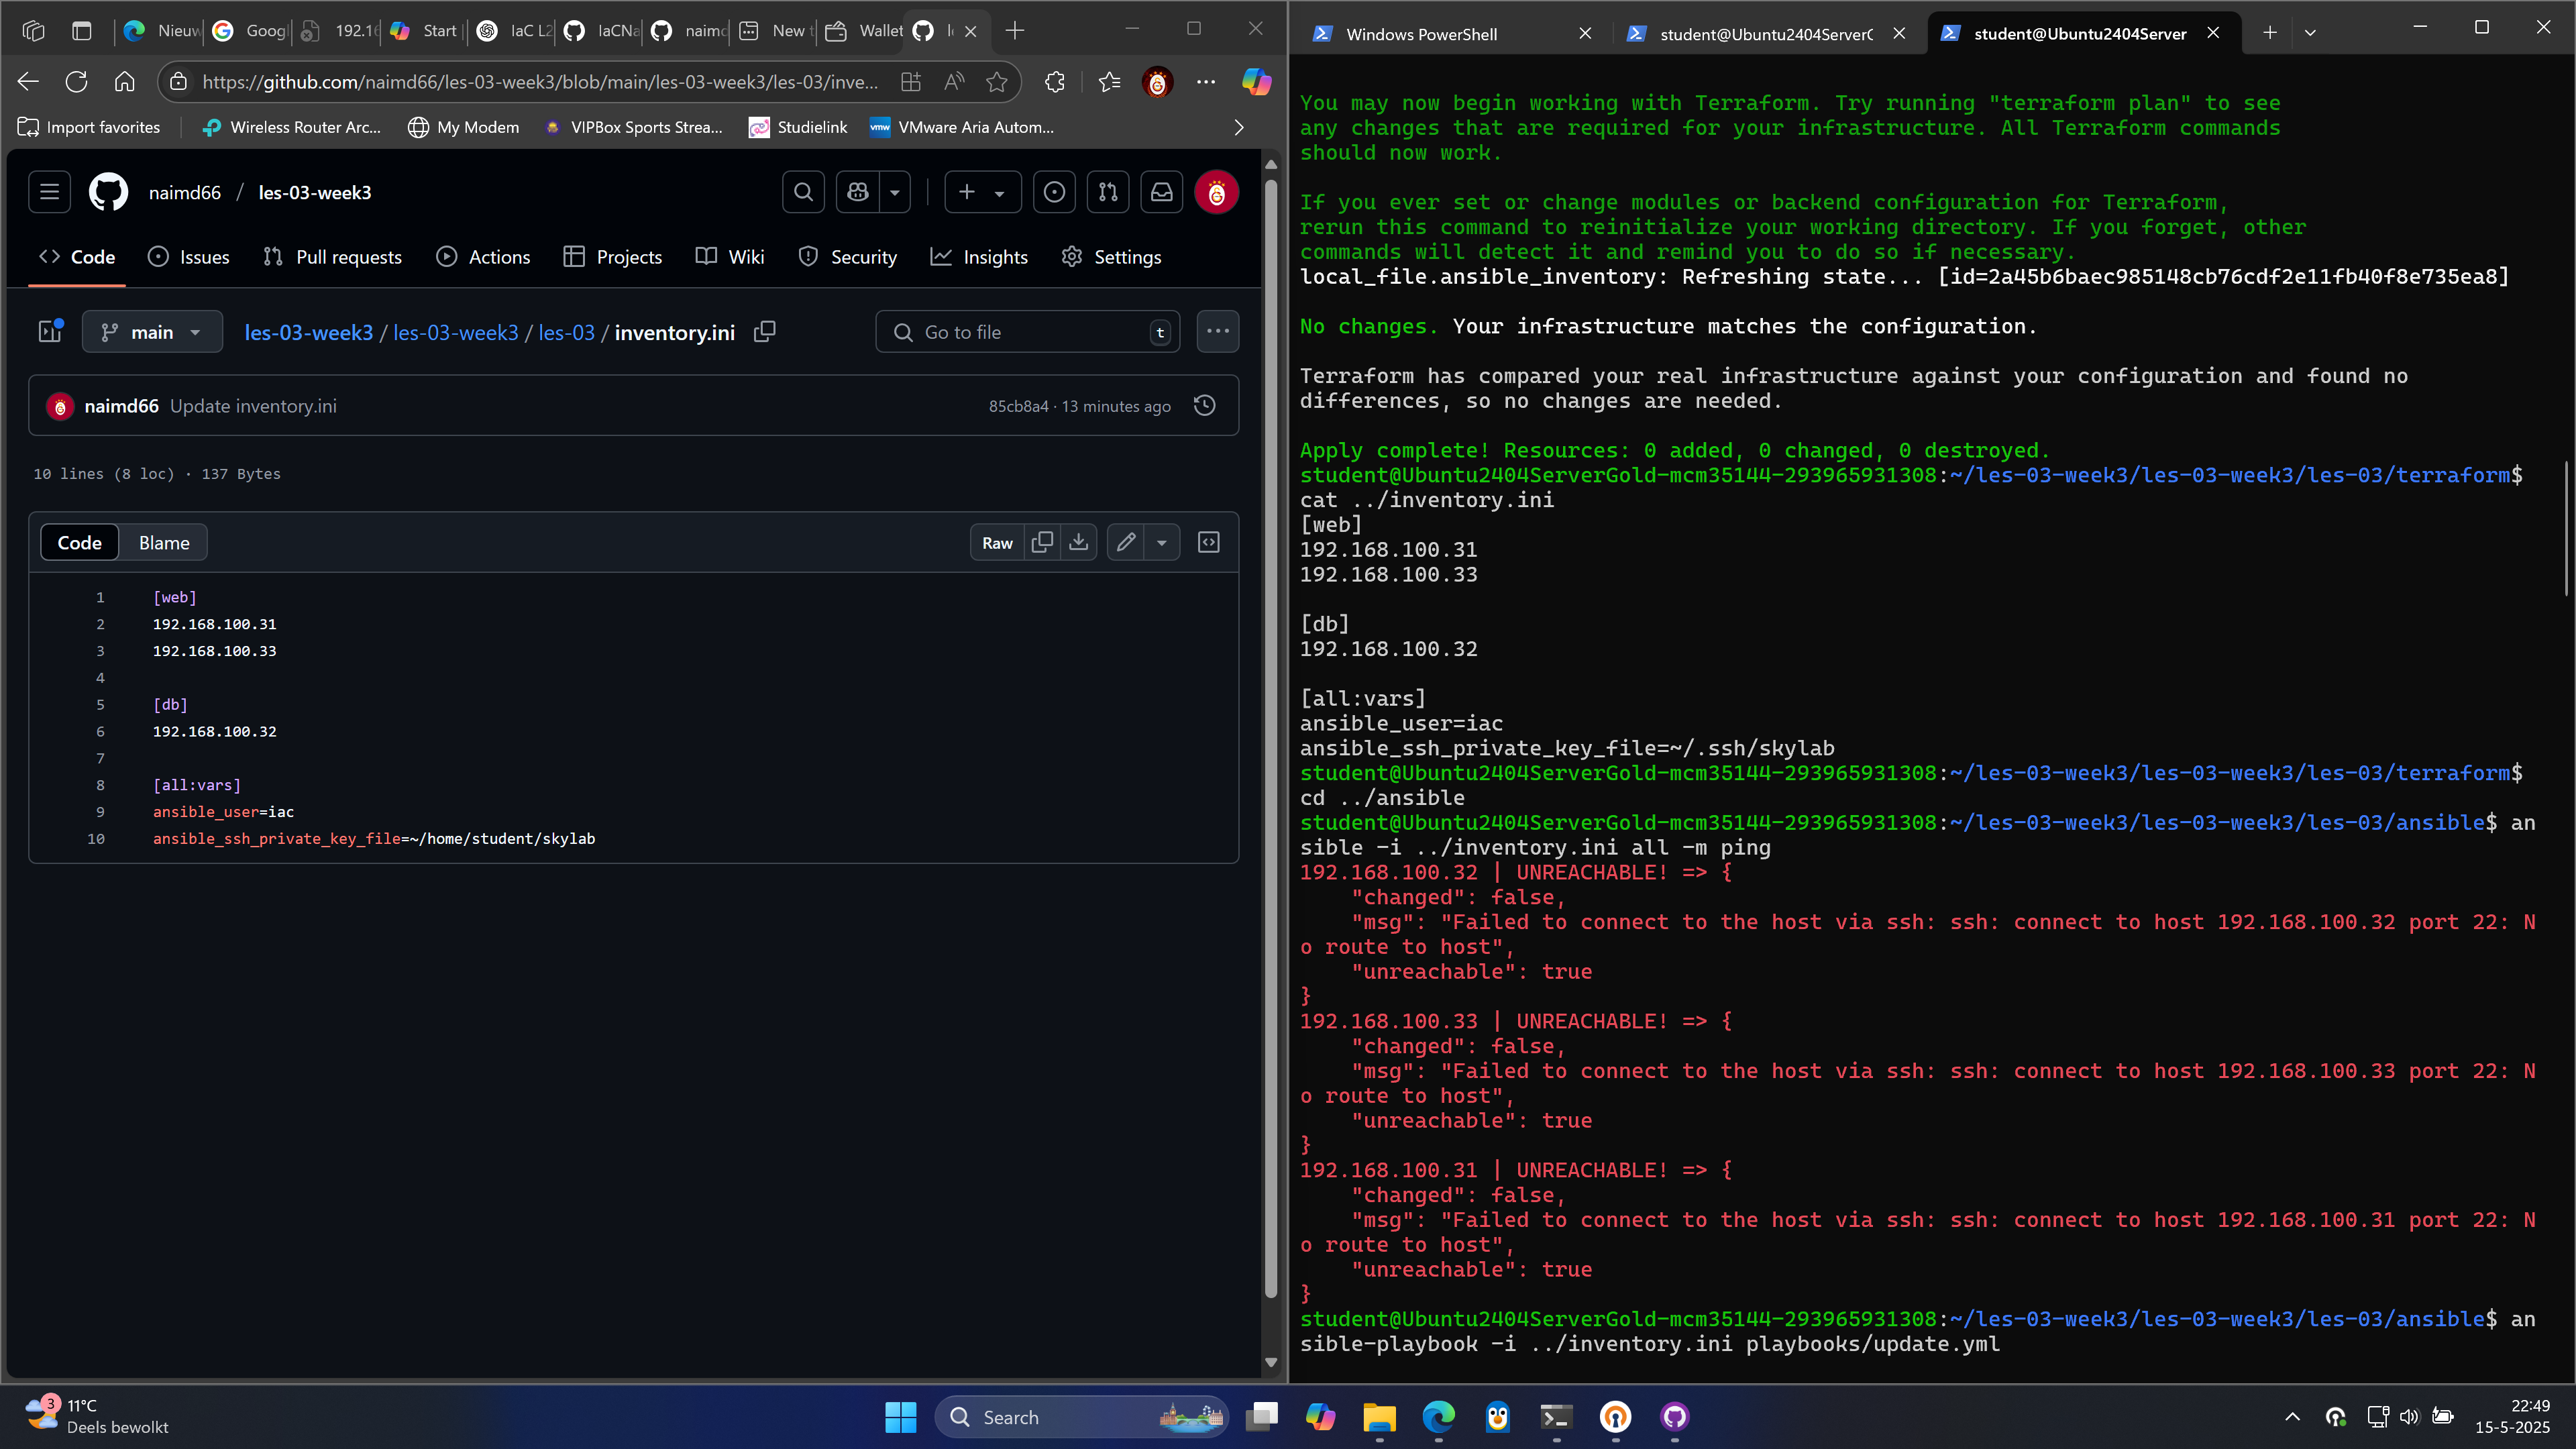 Nieuw
Googl
192.16
Start
IaC L2
IaCNa
naimd
New t
Wallet
https://github.com/naimd66/les-03-week3/blob/main/les-03-week3/les-03/inve...
Import favorites
Wireless Router Arc...
My Modem
VIPBox Sports Strea...
Studielink
VMware Aria Autom...
naimd66 / les-03-week3
Code
Issues
Pull requests
Actions
Projects
Wiki
Security
Insights
Settings
main
les-03-week3 / les-03-week3 / les-03 / inventory.ini
Go to file
t
naimd66 Update inventory.ini
85cb8a4 · 13 minutes ago
10 lines (8 loc) · 137 Bytes
Code
Blame
Raw
1 [web]
2 192.168.100.31
3 192.168.100.33
4
5 [db]
6 192.168.100.32
7
8 [all:vars]
9 ansible_user=iac
10 ansible_ssh_private_key_file=~/home/student/skylab
Windows PowerShell
student@Ubuntu2404Server
student@Ubuntu2404Server
You may now begin working with Terraform. Try running "terraform plan" to see
any changes that are required for your infrastructure. All Terraform commands
should now work.
If you ever set or change modules or backend configuration for Terraform,
rerun this command to reinitialize your working directory. If you forget, other
commands will detect it and remind you to do so if necessary.
local_file.ansible_inventory: Refreshing state... [id=2a45b6baec985148cb76cdf2e11fb40f8e735ea8]
No changes. Your infrastructure matches the configuration.
Terraform has compared your real infrastructure against your configuration and found no
differences, so no changes are needed.
Apply complete! Resources: 0 added, 0 changed, 0 destroyed.
student@Ubuntu2404ServerGold-mcm35144-293965931308:~/les-03-week3/les-03-week3/les-03/terraform$
cat ../inventory.ini
[web]
192.168.100.31
192.168.100.33
[db]
192.168.100.32
[all:vars]
ansible_user=iac
ansible_ssh_private_key_file=~/.ssh/skylab
student@Ubuntu2404ServerGold-mcm35144-293965931308:~/les-03-week3/les-03-week3/les-03/terraform$
cd ../ansible
student@Ubuntu2404ServerGold-mcm35144-293965931308:~/les-03-week3/les-03-week3/les-03/ansible$ an
sible -i ../inventory.ini all -m ping
192.168.100.32 | UNREACHABLE! => {
"changed": false,
"msg": "Failed to connect to the host via ssh: ssh: connect to host 192.168.100.32 port 22: N
o route to host",
"unreachable": true
}
192.168.100.33 | UNREACHABLE! => {
"changed": false,
"msg": "Failed to connect to the host via ssh: ssh: connect to host 192.168.100.33 port 22: N
o route to host",
"unreachable": true
}
192.168.100.31 | UNREACHABLE! => {
"changed": false,
"msg": "Failed to connect to the host via ssh: ssh: connect to host 192.168.100.31 port 22: N
o route to host",
"unreachable": true
}
student@Ubuntu2404ServerGold-mcm35144-293965931308:~/les-03-week3/les-03-week3/les-03/ansible$ an
sible-playbook -i ../inventory.ini playbooks/update.yml
3
11°C
Deels bewolkt
Search
22:49
15-5-2025